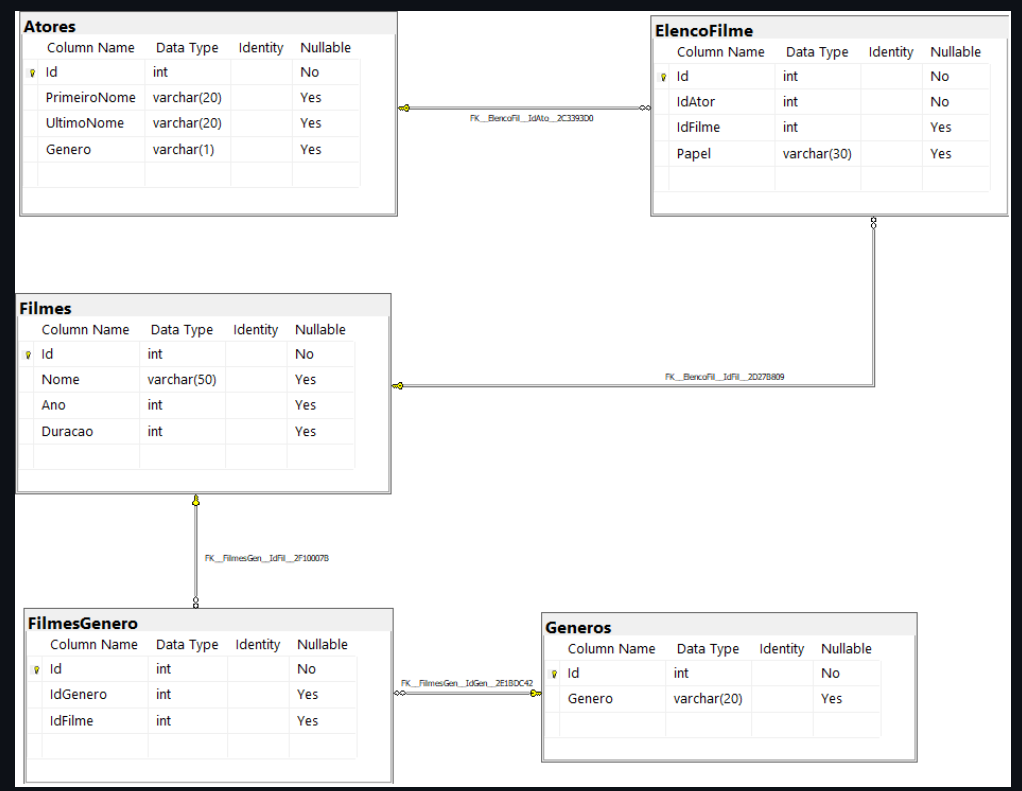 Atores
Column Name Data Type Identity Nullable
Id int No
PrimeiroNome varchar(20) Yes
UltimoNome varchar(20) Yes
Genero varchar(1) Yes
ElencoFilme
Column Name Data Type Identity Nullable
Id int No
IdAtor int No
IdFilme int Yes
Papel varchar(30) Yes
FK__ElencoFil__IdAto__2C3393D0
Filmes
Column Name Data Type Identity Nullable
Id int No
Nome varchar(50) Yes
Ano int Yes
Duracao int Yes
FK__ElencoFil__IdFil__2D27B809
FK__FilmesGen__IdFil__2F10007B
FilmesGenero
Column Name Data Type Identity Nullable
Id int No
IdGenero int Yes
IdFilme int Yes
FK__FilmesGen__IdGen__2E1BDC42
Generos
Column Name Data Type Identity Nullable
Id int No
Genero varchar(20) Yes